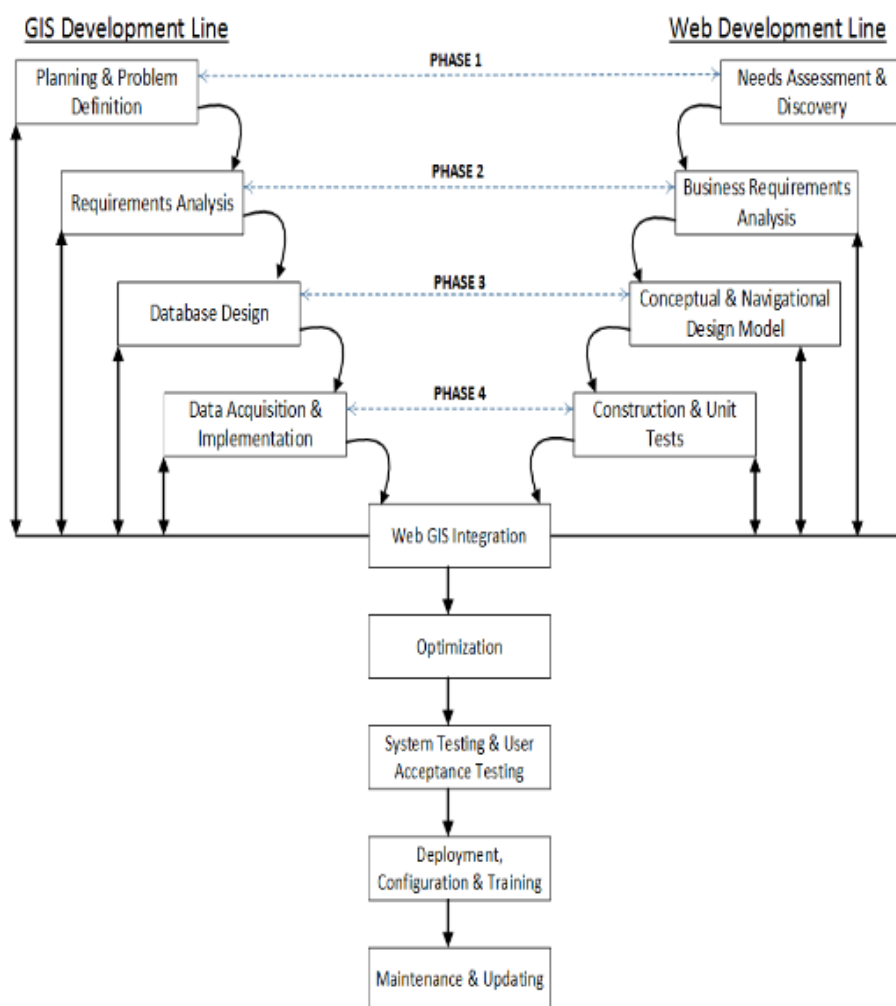 GIS Development Line
Web Development Line
Planning & Problem
Definition
PHASE 1
Needs Assessment &
Discovery
Requirements Analysis
PHASE 2
Business Requirements
Analysis
Database Design
PHASE 3
Conceptual & Navigational
Design Model
Data Acquisition &
Implementation
PHASE 4
Construction & Unit
Tests
Web GIS Integration
Optimization
System Testing & User
Acceptance Testing
Deployment,
Configuration & Training
Maintenance & Updating